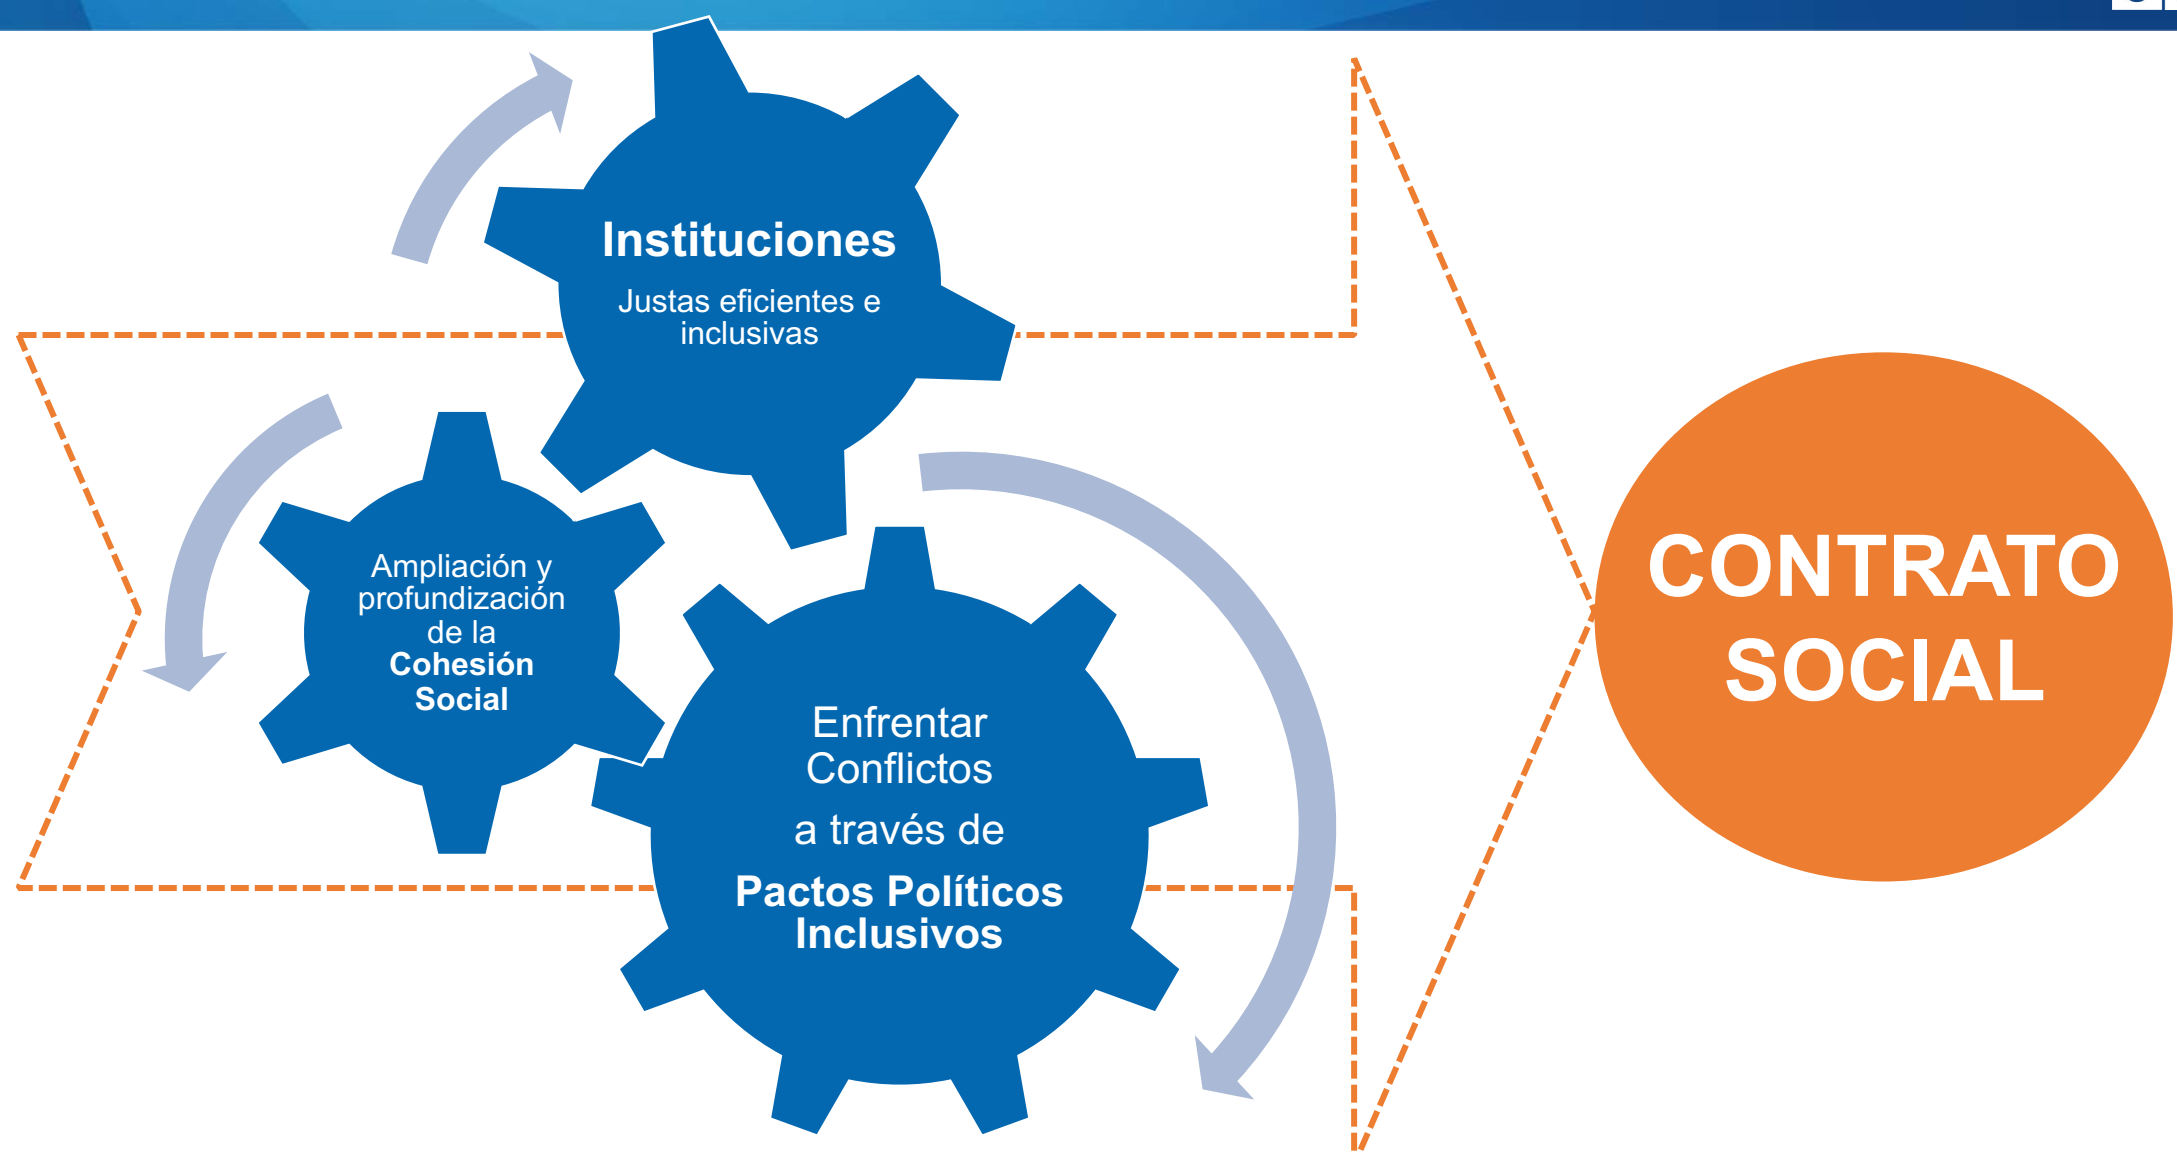 Instituciones
Justas eficientes e
inclusivas
Ampliación y
profundización
de la
Cohesión
Social
Enfrentar
Conflictos
a través de
Pactos Políticos
Inclusivos
CONTRATO
SOCIAL